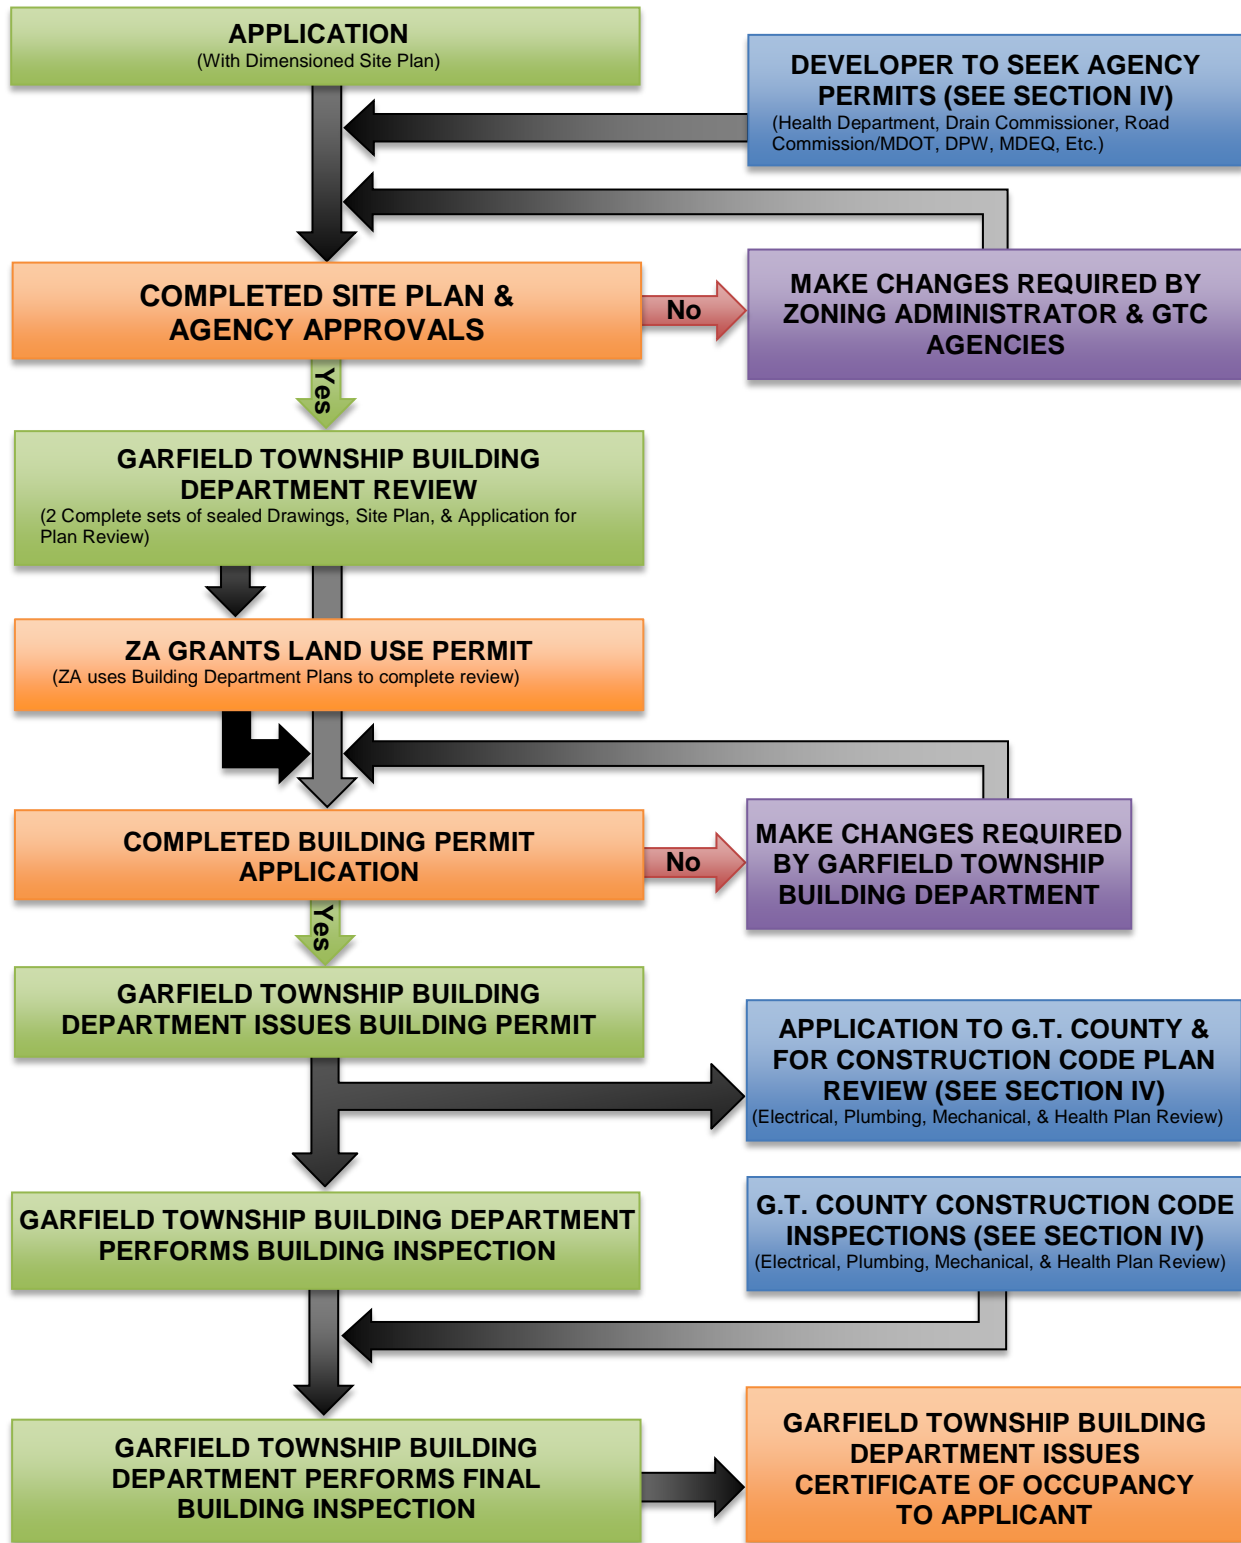 APPLICATION
(With Dimensioned Site Plan)
DEVELOPER TO SEEK AGENCY
PERMITS (SEE SECTION IV)
(Health Department, Drain Commissioner, Road
Commission/MDOT, DPW, MDEQ, Etc.)
COMPLETED SITE PLAN &
AGENCY APPROVALS
No
MAKE CHANGES REQUIRED BY
ZONING ADMINISTRATOR & GTC
AGENCIES
Yes
GARFIELD TOWNSHIP BUILDING
DEPARTMENT REVIEW
(2 Complete sets of sealed Drawings, Site Plan, & Application for
Plan Review)
ZA GRANTS LAND USE PERMIT
(ZA uses Building Department Plans to complete review)
COMPLETED BUILDING PERMIT
APPLICATION
No
MAKE CHANGES REQUIRED
BY GARFIELD TOWNSHIP
BUILDING DEPARTMENT
Yes
GARFIELD TOWNSHIP BUILDING
DEPARTMENT ISSUES BUILDING PERMIT
APPLICATION TO G.T. COUNTY &
FOR CONSTRUCTION CODE PLAN
REVIEW (SEE SECTION IV)
(Electrical, Plumbing, Mechanical, & Health Plan Review)
GARFIELD TOWNSHIP BUILDING DEPARTMENT
PERFORMS BUILDING INSPECTION
G.T. COUNTY CONSTRUCTION CODE
INSPECTIONS (SEE SECTION IV)
(Electrical, Plumbing, Mechanical, & Health Plan Review)
GARFIELD TOWNSHIP BUILDING
DEPARTMENT PERFORMS FINAL
BUILDING INSPECTION
GARFIELD TOWNSHIP BUILDING
DEPARTMENT ISSUES
CERTIFICATE OF OCCUPANCY
TO APPLICANT